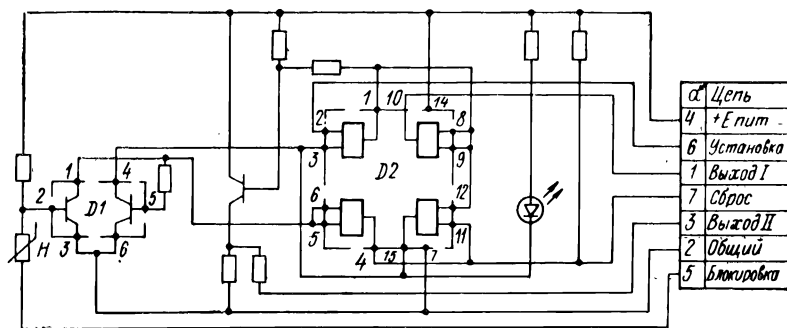 1 10 14
2 8
3 9
D2
6 12
5 11
4 15 7
1 4
2 D1 5
3 6
H
α Цепь
4 +E пит
6 Установка
1 Выход I
7 Сброс
3 Выход II
2 Общий
5 Блокировка